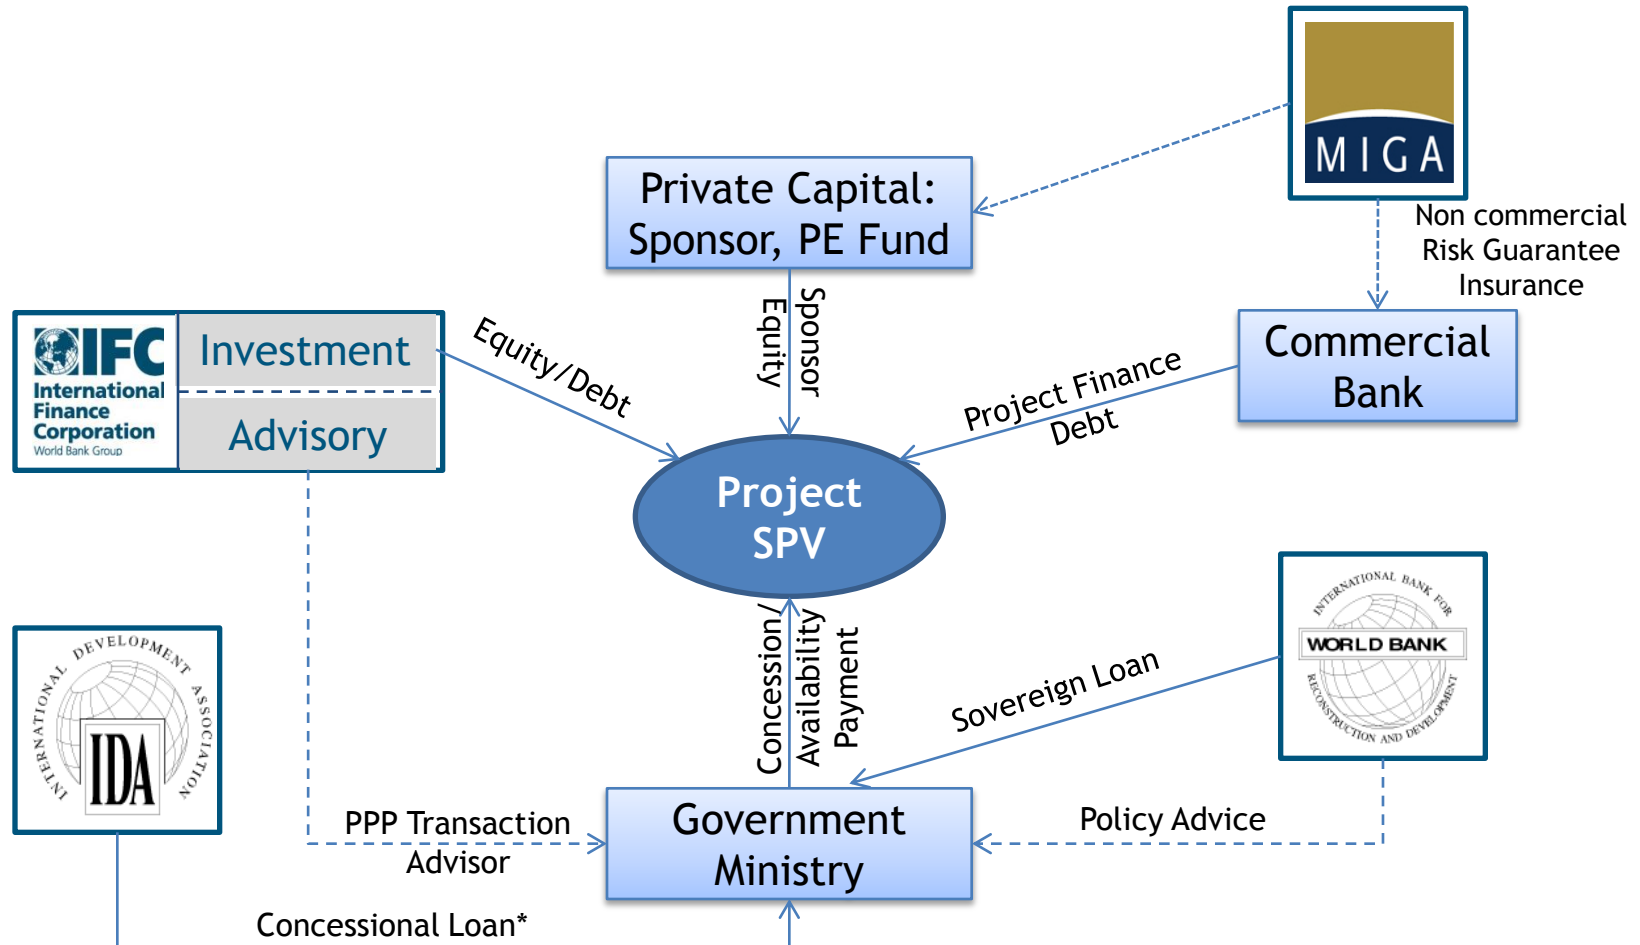 MIGA
Non commercial
Risk Guarantee
Insurance
Private Capital:
Sponsor, PE Fund
Sponsor
Equity
IFC
International
Finance
Corporation
World Bank Group
Investment
Advisory
Equity/Debt
Project Finance
Debt
Commercial
Bank
Project
SPV
INTERNATIONAL DEVELOPMENT ASSOCIATION
IDA
Concession/
Availability
Payment
Sovereign Loan
INTERNATIONAL BANK FOR
WORLD BANK
RECONSTRUCTION AND DEVELOPMENT
PPP Transaction
Advisor
Government
Ministry
Policy Advice
Concessional Loan*